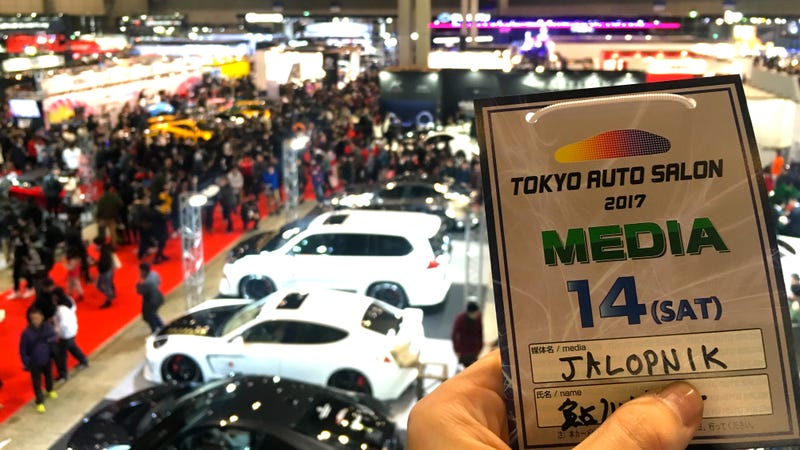 TOKYO AUTO SALON
2017
MEDIA
14(SAT)
媒体名 / media
JALOPNIK
氏名 / name